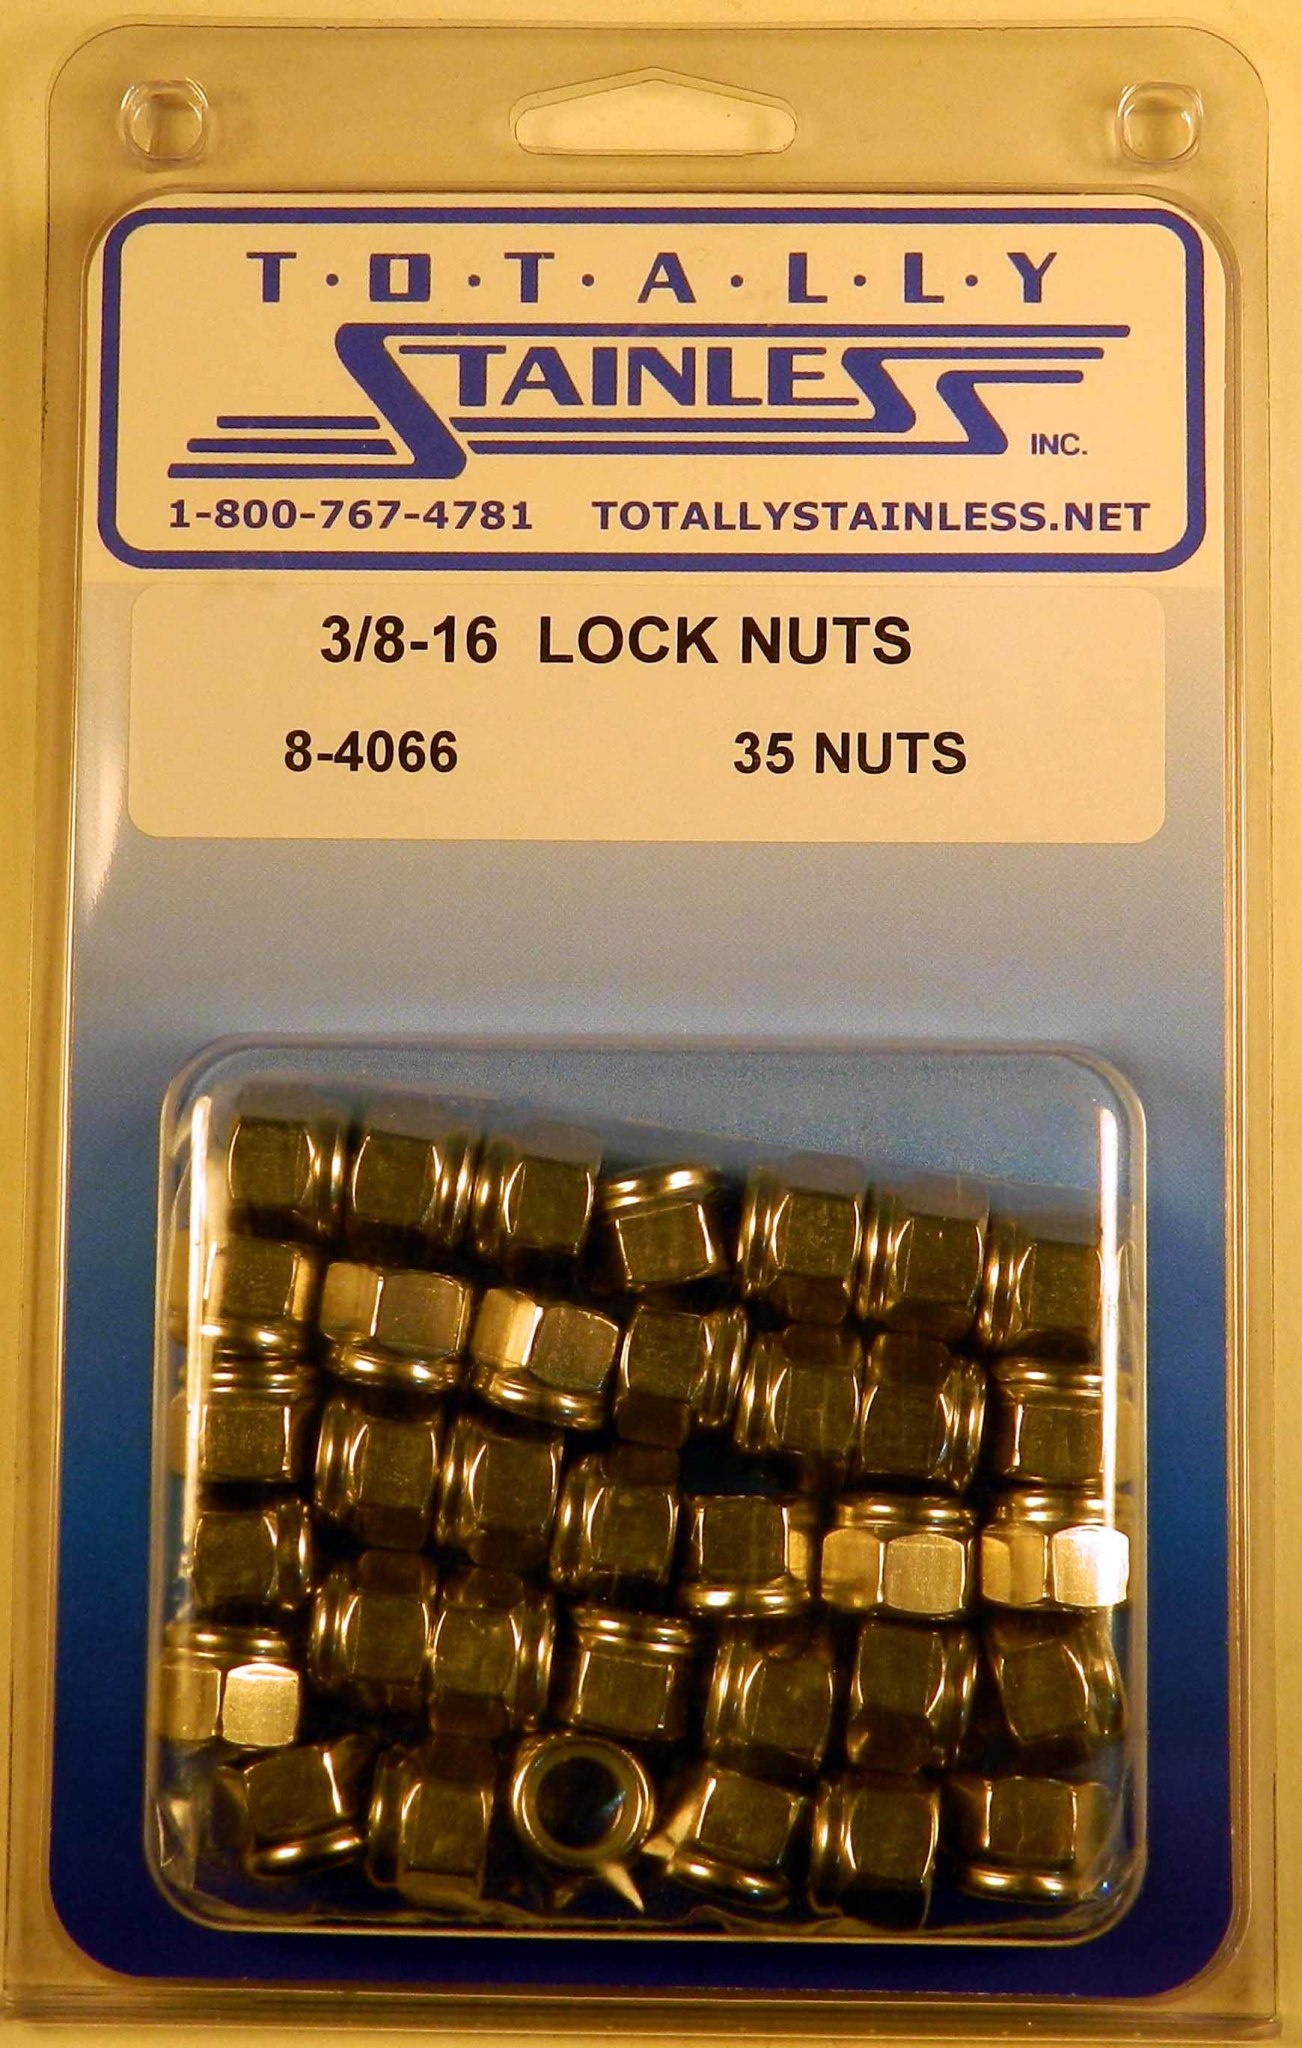 T·O·T·A·L·L·Y
STAINLESS INC.
1-800-767-4781 TOTALLYSTAINLESS.NET
3/8-16 LOCK NUTS
8-4066 35 NUTS